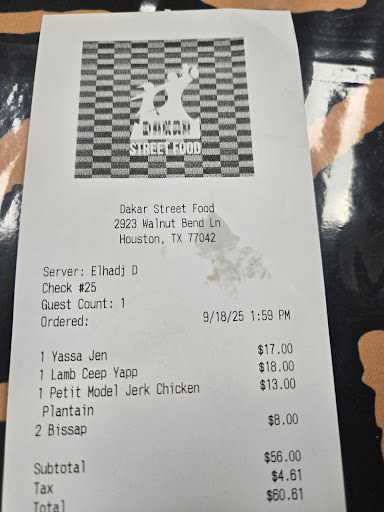 DAKAR
STREET FOOD
Dakar Street Food
2923 Walnut Bend Ln
Houston, TX 77042
Server: Elhadj D
Check #25
Guest Count: 1
Ordered: 9/18/25 1:59 PM
1 Yassa Jen $17.00
1 Lamb Ceep Yapp $18.00
1 Petit Model Jerk Chicken $13.00
Plantain
2 Bissap $8.00
Subtotal $56.00
Tax $4.61
Total $60.61